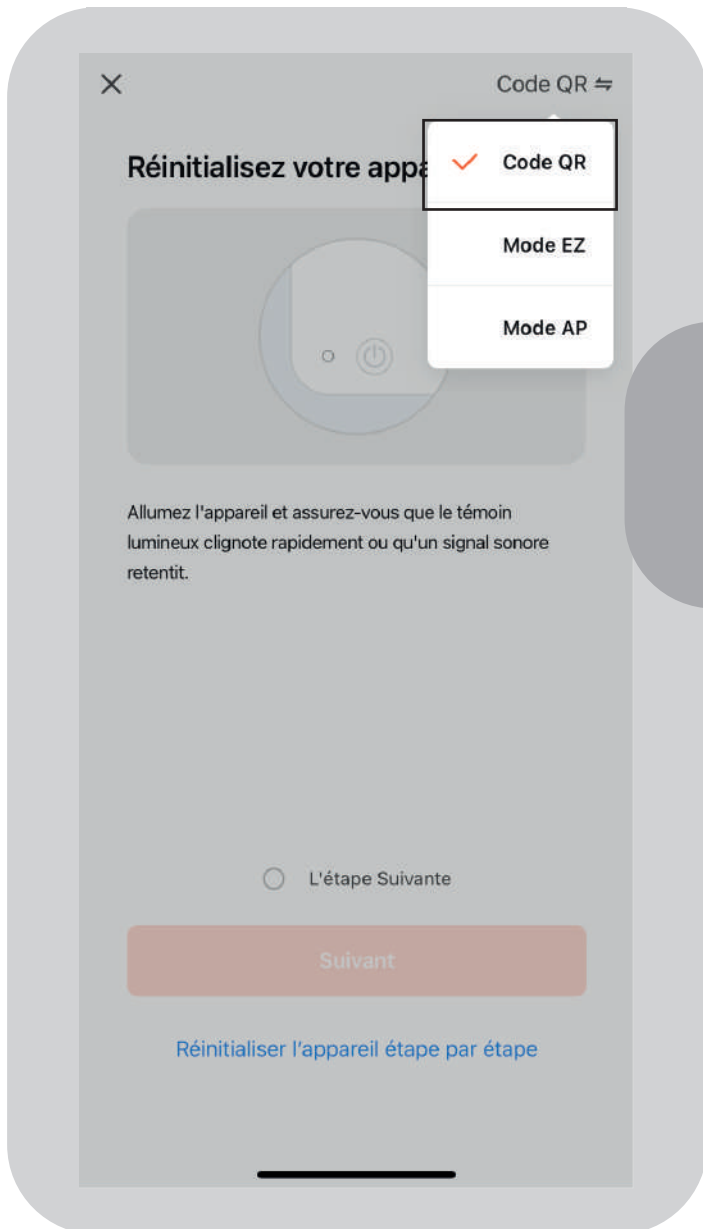 Code QR ⇋
Réinitialisez votre appa
Code QR
Mode EZ
Mode AP
Allumez l'appareil et assurez-vous que le témoin
lumineux clignote rapidement ou qu'un signal sonore
retentit.
L'étape Suivante
Suivant
Réinitialiser l'appareil étape par étape